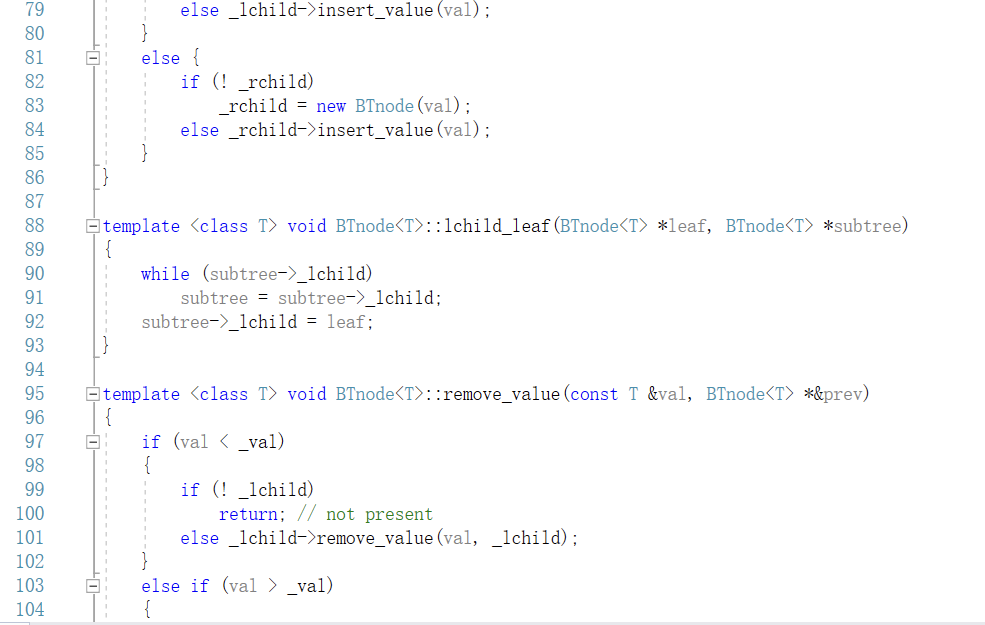 79 else _lchild->insert_value(val);
80 }
81 else {
82 if (! _rchild)
83 _rchild = new BTnode(val);
84 else _rchild->insert_value(val);
85 }
86 }
87
88 template <class T> void BTnode<T>::lchild_leaf(BTnode<T> *leaf, BTnode<T> *subtree)
89 {
90 while (subtree->_lchild)
91 subtree = subtree->_lchild;
92 subtree->_lchild = leaf;
93 }
94
95 template <class T> void BTnode<T>::remove_value(const T &val, BTnode<T> *&prev)
96 {
97 if (val < _val)
98 {
99 if (! _lchild)
100 return; // not present
101 else _lchild->remove_value(val, _lchild);
102 }
103 else if (val > _val)
104 {